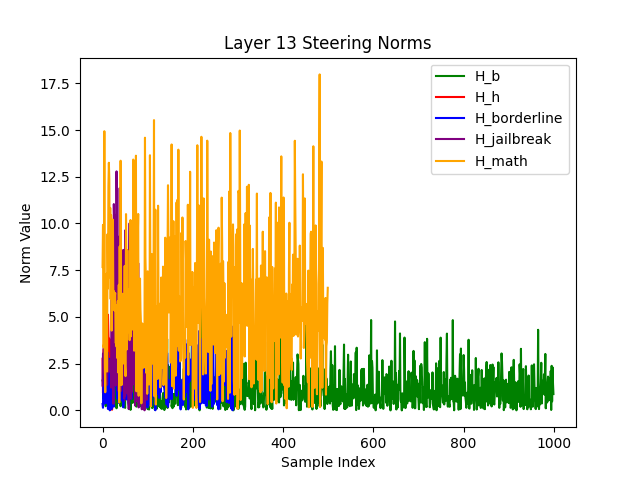 Layer 13 Steering Norms
Norm Value
17.5
15.0
12.5
10.0
7.5
5.0
2.5
0.0
H_b
H_h
H_borderline
H_jailbreak
H_math
0
200
400
600
800
1000
Sample Index